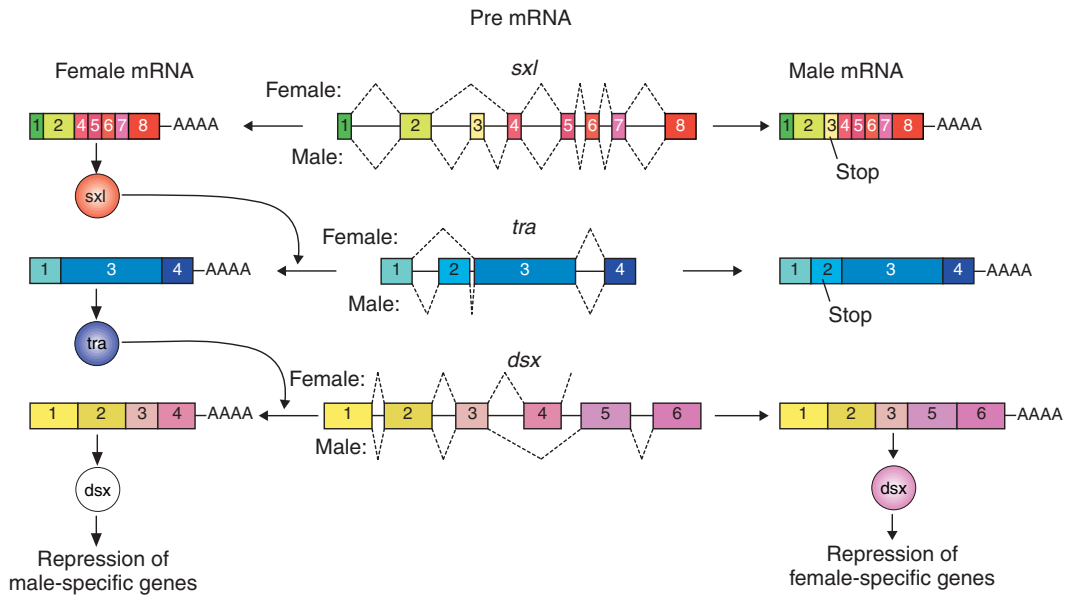 Pre mRNA
Female mRNA
sxl
Male mRNA
Female:
1 2 4 5 6 7 8 AAAA
1 2 3 4 5 6 7 8
1 2 3 4 5 6 7 8 AAAA
Male:
Stop
sxl
tra
Female:
1 3 4 AAAA
1 2 3 4
1 2 3 4 AAAA
Male:
Stop
tra
dsx
Female:
1 2 3 4 AAAA
1 2 3 4 5 6
1 2 3 5 6 AAAA
Male:
dsx
dsx
Repression of
male-specific genes
Repression of
female-specific genes